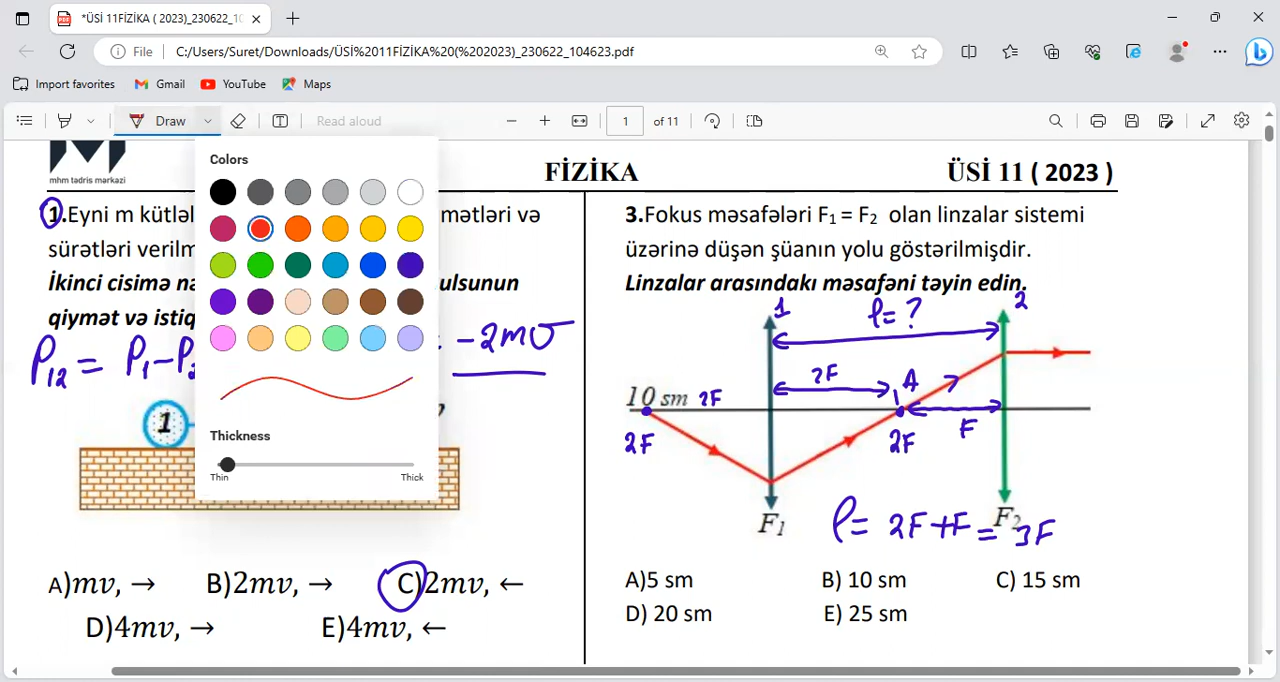 *ÜSİ 11FİZİKA ( 2023)_230622_10
File
C:/Users/Suret/Downloads/ÜSİ%2011FİZİKA%20(%202023)_230622_104623.pdf
Import favorites
Gmail
YouTube
Maps
Draw
Read aloud
1
of 11
Colors
Thickness
Thin
Thick
mhm tədris mərkəzi
FİZİKA
ÜSİ 11 ( 2023 )
1.Eyni m kütləl
mətləri və
sürətləri verilm
İkinci cisimə nə
ulsunun
qiymət və istiq
P₁₂ = P₁ – P₂
– 2mv
1
A)mv, →
B)2mv, →
C)2mv, ←
D)4mv, →
E)4mv, ←
3.Fokus məsafələri F₁ = F₂ olan linzalar sistemi
üzərinə düşən şüanın yolu göstərilmişdir.
Linzalar arasındakı məsafəni təyin edin.
1
ℓ = ?
2
2F
A
10 sm
2F
2F
2F
F
F₁
F₂
ℓ = 2F + F = 3F
A)5 sm
B) 10 sm
C) 15 sm
D) 20 sm
E) 25 sm